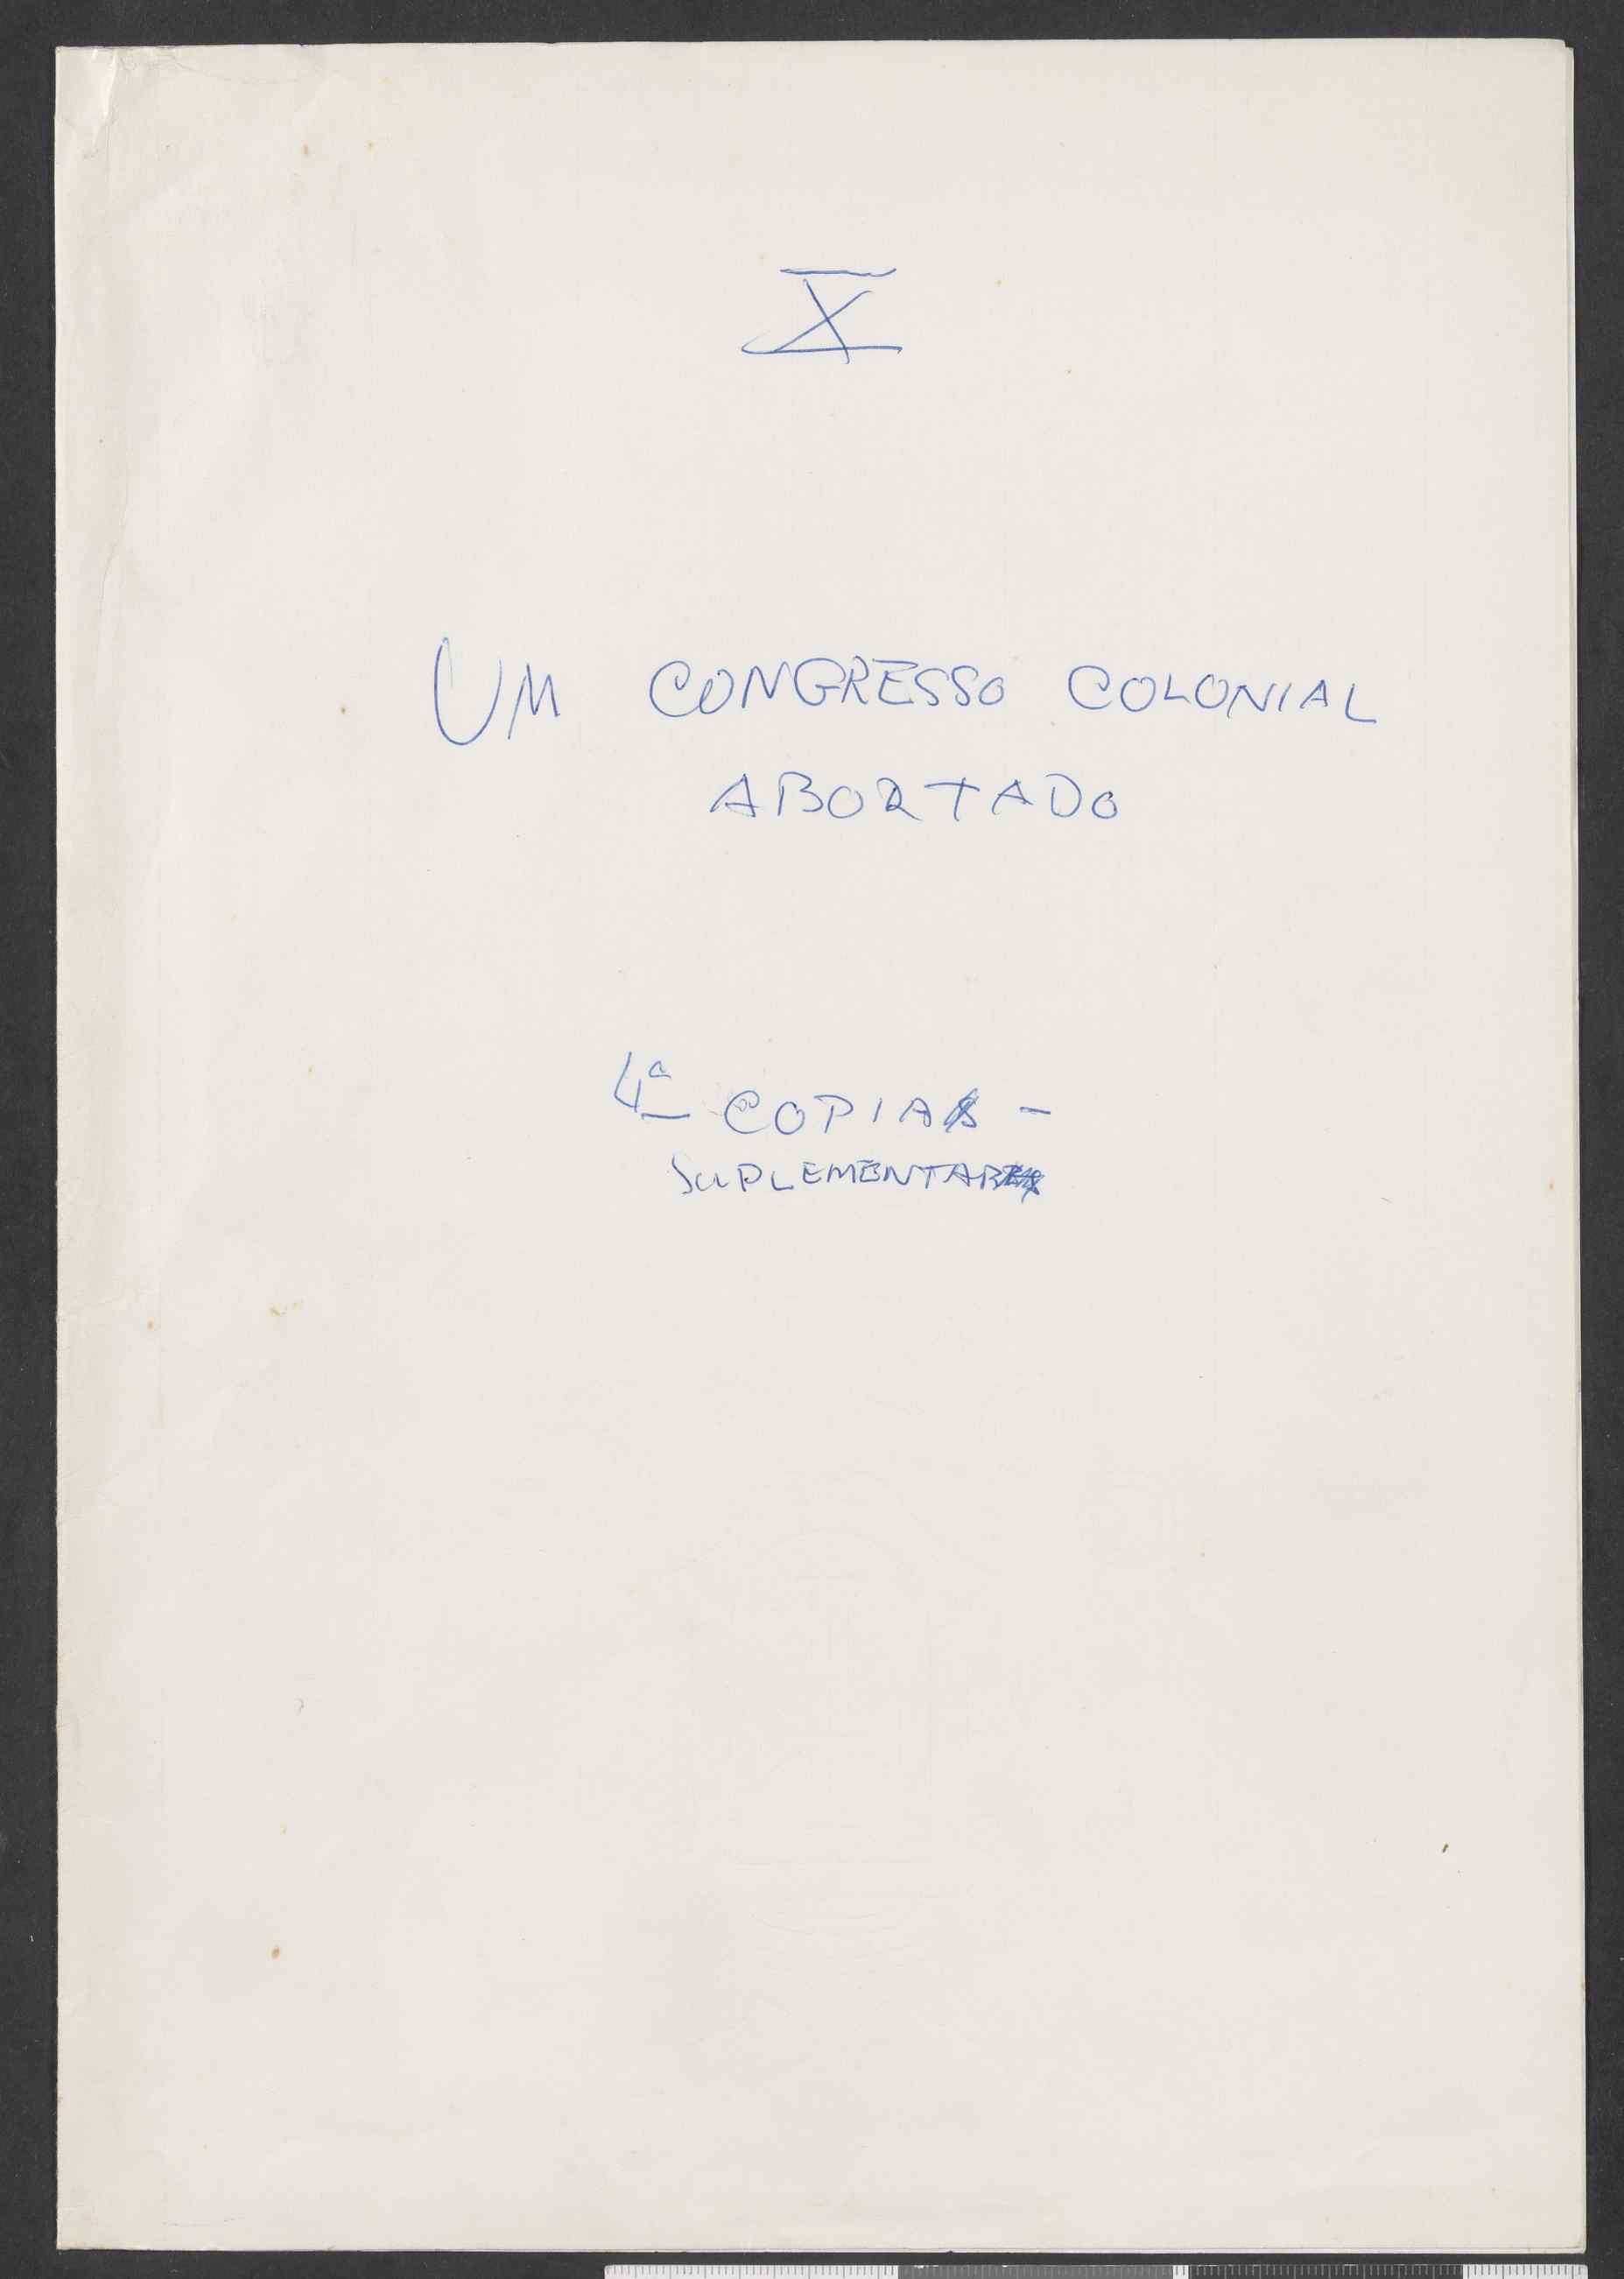 X
UM CONGRESSO COLONIAL
ABORTADO
4ª COPIA -
SUPLEMENTAR